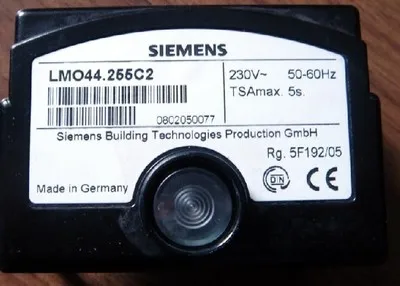 SIEMENS
LMO44.255C2
230V~ 50-60Hz
TSAmax. 5s.
0802050077
Siemens Building Technologies Production GmbH
Rg. 5F192/05
Made in Germany
DIN
CE